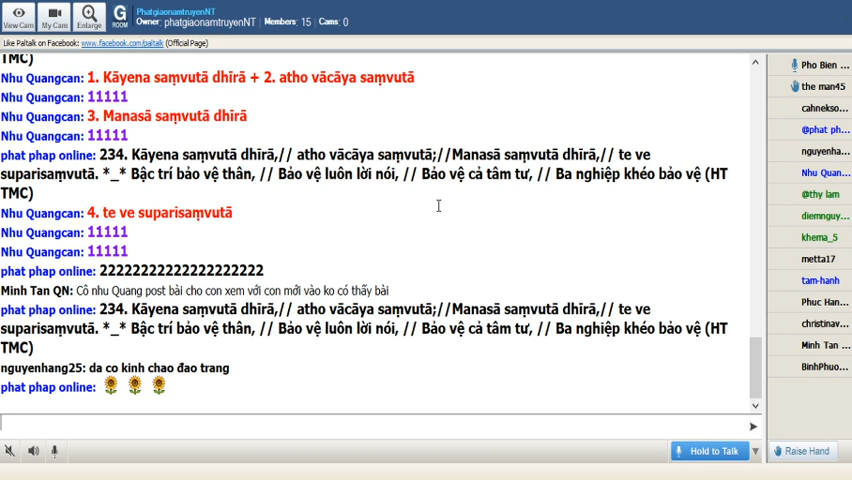 PhatgiaonamtruyenNT
Owner: phatgiaonamtruyenNT Members: 15 Cams: 0
View Cam My Cam Enlarge G ROOM
Like Paltalk on Facebook: www.facebook.com/paltalk (Official Page)
TMC)
Nhu Quangcan: 1. Kāyena saṃvutā dhīrā + 2. atho vācāya saṃvutā
Nhu Quangcan: 11111
Nhu Quangcan: 3. Manasā saṃvutā dhīrā
Nhu Quangcan: 11111
phat phap online: 234. Kāyena saṃvutā dhīrā,// atho vācāya saṃvutā;//Manasā saṃvutā dhīrā,// te ve
suparisaṃvutā. *_* Bậc trí bảo vệ thân, // Bảo vệ luôn lời nói, // Bảo vệ cả tâm tư, // Ba nghiệp khéo bảo vệ (HT
TMC)
Nhu Quangcan: 4. te ve suparisaṃvutā
Nhu Quangcan: 11111
Nhu Quangcan: 11111
phat phap online: 22222222222222222222
Minh Tan QN: Cô nhu Quang post bài cho con xem với con mới vào ko có thấy bài
phat phap online: 234. Kāyena saṃvutā dhīrā,// atho vācāya saṃvutā;//Manasā saṃvutā dhīrā,// te ve
suparisaṃvutā. *_* Bậc trí bảo vệ thân, // Bảo vệ luôn lời nói, // Bảo vệ cả tâm tư, // Ba nghiệp khéo bảo vệ (HT
TMC)
nguyenhang25: da co kinh chao đao trang
phat phap online:
Hold to Talk
Pho Bien ...
the man45
cahnekso...
@phat ph...
nguyenha...
Nhu Quan...
@thy lam
diemnguy...
khema_5
metta17
tam-hanh
Phuc Han...
christinav...
Minh Tan ...
BinhPhuo...
Raise Hand